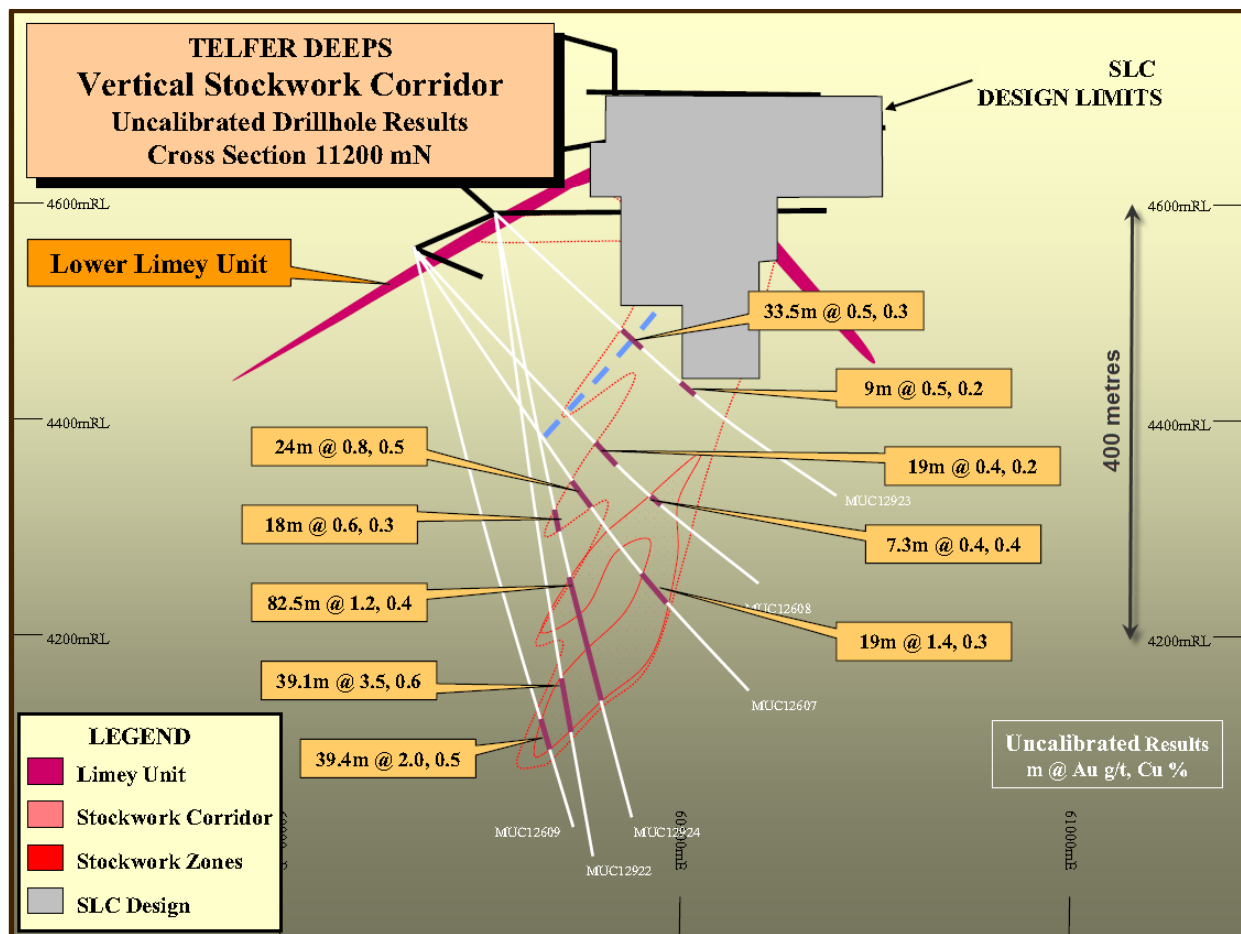 TELFER DEEPS
Vertical Stockwork Corridor
Uncalibrated Drillhole Results
Cross Section 11200 mN
SLC
DESIGN LIMITS
4600mRL
4600mRL
Lower Limey Unit
33.5m @ 0.5, 0.3
9m @ 0.5, 0.2
400 metres
4400mRL
4400mRL
24m @ 0.8, 0.5
19m @ 0.4, 0.2
MUC12923
18m @ 0.6, 0.3
7.3m @ 0.4, 0.4
82.5m @ 1.2, 0.4
MUC12608
4200mRL
4200mRL
19m @ 1.4, 0.3
39.1m @ 3.5, 0.6
MUC12607
39.4m @ 2.0, 0.5
Uncalibrated Results
m @ Au g/t, Cu %
LEGEND
Limey Unit
Stockwork Corridor
Stockwork Zones
SLC Design
MUC12609
MUC12924
MUC12922
61000mE